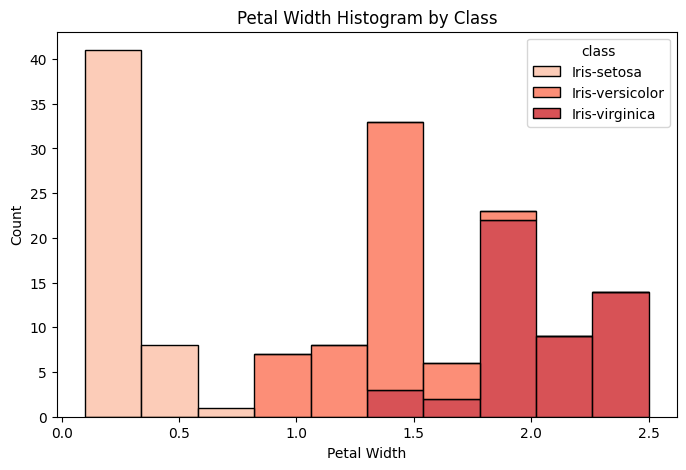 Petal Width Histogram by Class
class
Iris-setosa
Iris-versicolor
Iris-virginica
Count
40
35
30
25
20
15
10
5
0
0.0 0.5 1.0 1.5 2.0 2.5
Petal Width